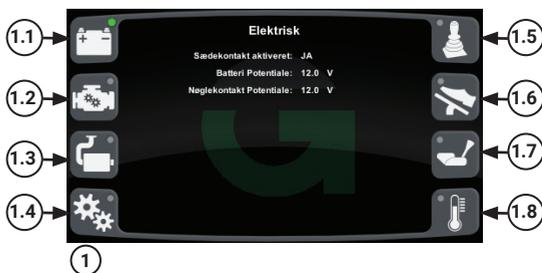 Elektrisk
1.1
1.5
Sædekontakt aktiveret: JA
Batteri Potentiale: 12.0 V
Nøglekontakt Potentiale: 12.0 V
1.2
1.6
1.3
1.7
1.4
1.8
1